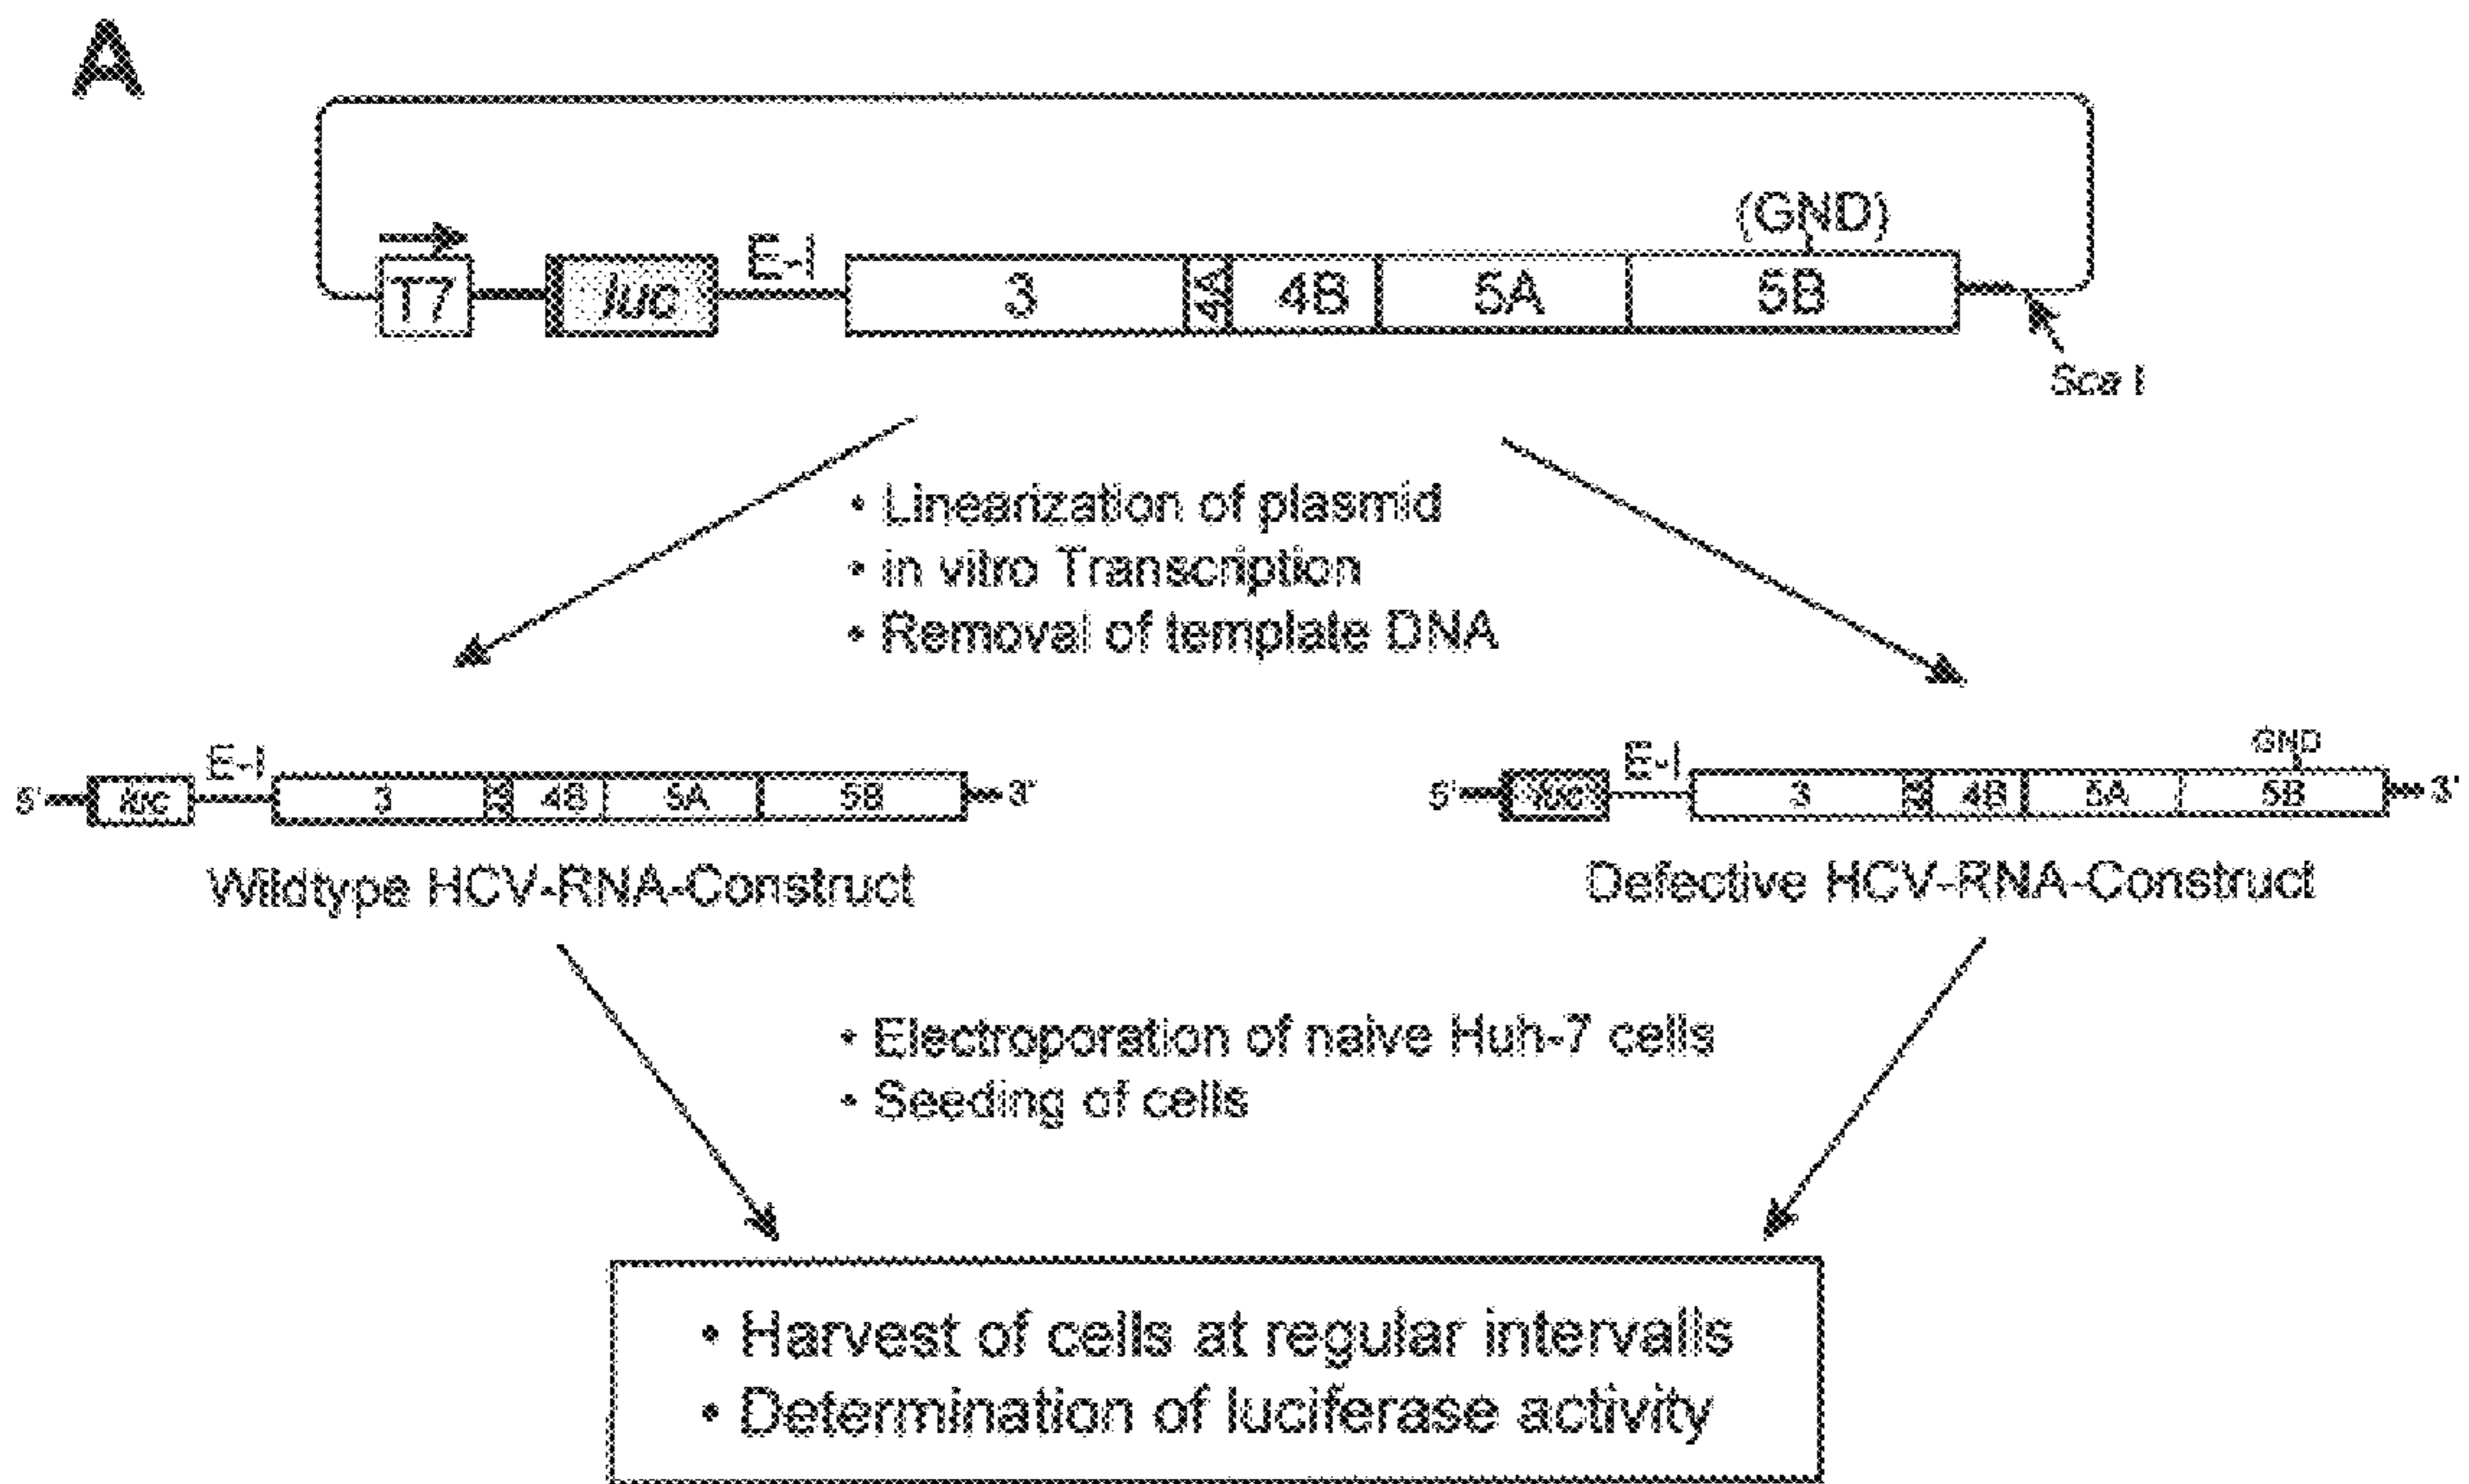 A
(GND)
E-I
T7 luc 3 4A 4B 5A 5B
Sca I
• Linearization of plasmid
• in vitro Transcription
• Removal of template DNA
E-I
5' luc 3 4A 4B 5A 5B 3'
Wildtype HCV-RNA-Construct
GND
E-I
5' luc 3 4A 4B 5A 5B 3'
Defective HCV-RNA-Construct
• Electroporation of naive Huh-7 cells
• Seeding of cells
• Harvest of cells at regular intervalls
• Determination of luciferase activity